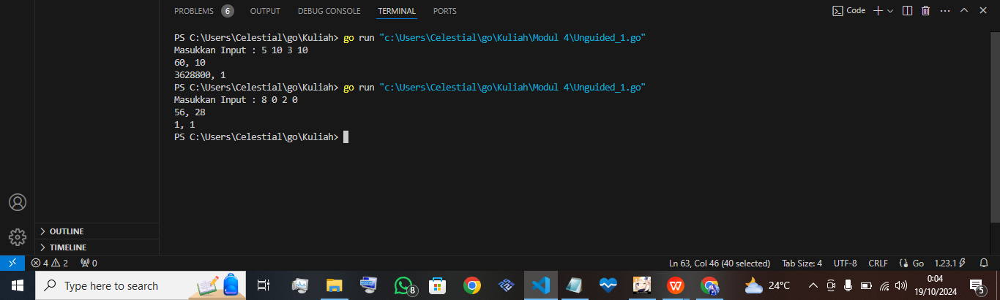 PROBLEMS 6 OUTPUT DEBUG CONSOLE TERMINAL PORTS Code
PS C:\Users\Celestial\go\Kuliah> go run "c:\Users\Celestial\go\Kuliah\Modul 4\Unguided_1.go"
Masukkan Input : 5 10 3 10
60, 10
3628800, 1
PS C:\Users\Celestial\go\Kuliah> go run "c:\Users\Celestial\go\Kuliah\Modul 4\Unguided_1.go"
Masukkan Input : 8 0 2 0
56, 28
1, 1
PS C:\Users\Celestial\go\Kuliah>
OUTLINE
TIMELINE
4 2 0 Ln 63, Col 46 (40 selected) Tab Size: 4 UTF-8 CRLF Go 1.23.1
Type here to search 8 24°C 0:04
19/10/2024 5